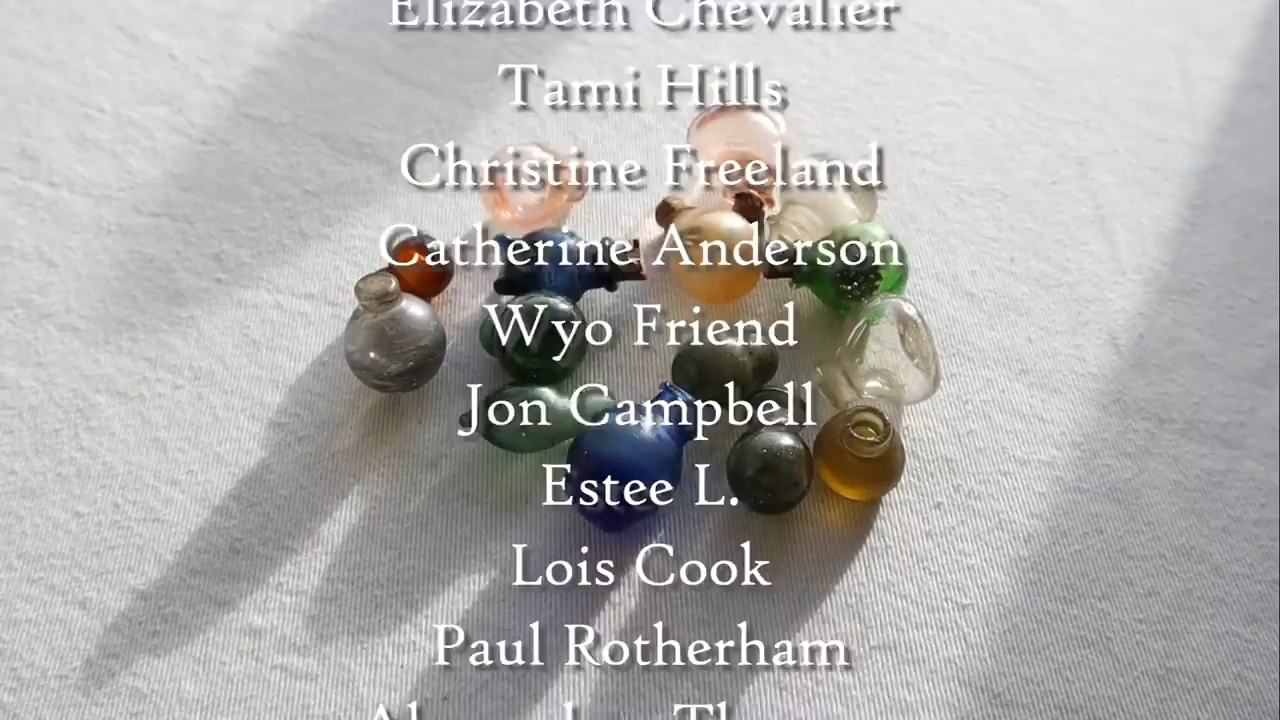 Elizabeth Chevalier
Tami Hills
Christine Freeland
Catherine Anderson
Wyo Friend
Jon Campbell
Estee L.
Lois Cook
Paul Rotherham